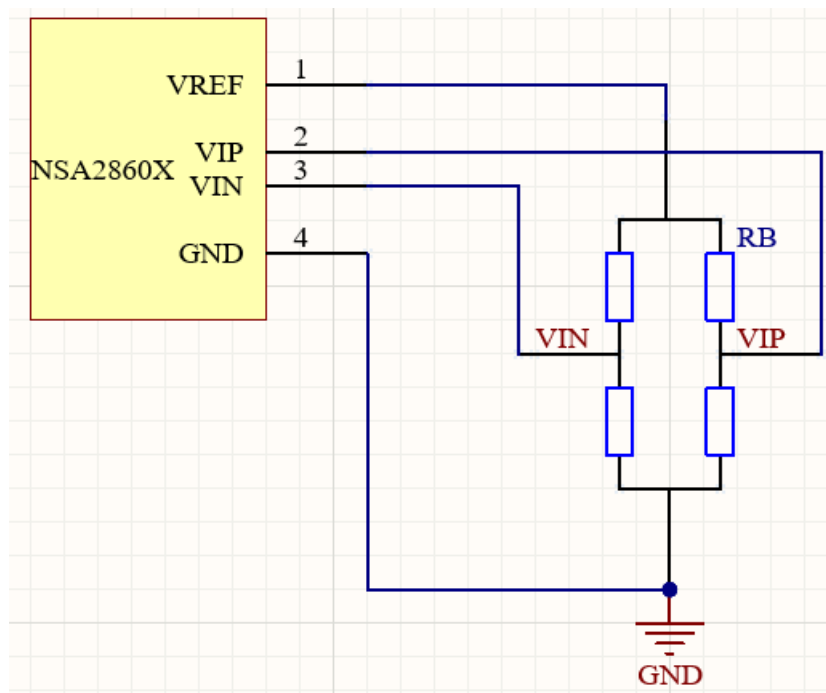 VREF 1
VIP 2
NSA2860X
VIN 3
GND 4
RB
VIN
VIP
GND